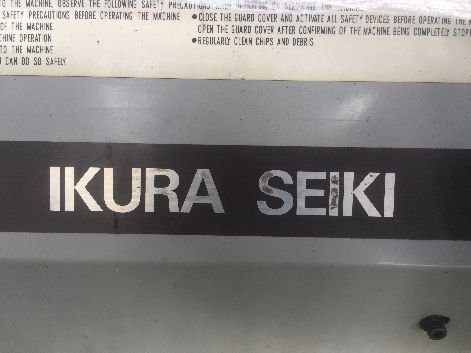 TO THE MACHINE, OBSERVE THE FOLLOWING SAFETY PRECAUTIONS WHEN
SAFETY PRECAUTIONS BEFORE OPERATING THE MACHINE
OF THE MACHINE
CHINE OPERATION
TO THE MACHINE
U CAN DO SO SAFELY
●CLOSE THE GUARD COVER AND ACTIVATE ALL SAFETY DEVICES BEFORE OPERATING THE
OPEN THE GUARD COVER AFTER CONFIRMING OF THE MACHINE BEING COMPLETELY STOP
●REGULARLY CLEAN CHIPS AND DEBRIS
IKURA SEIKI